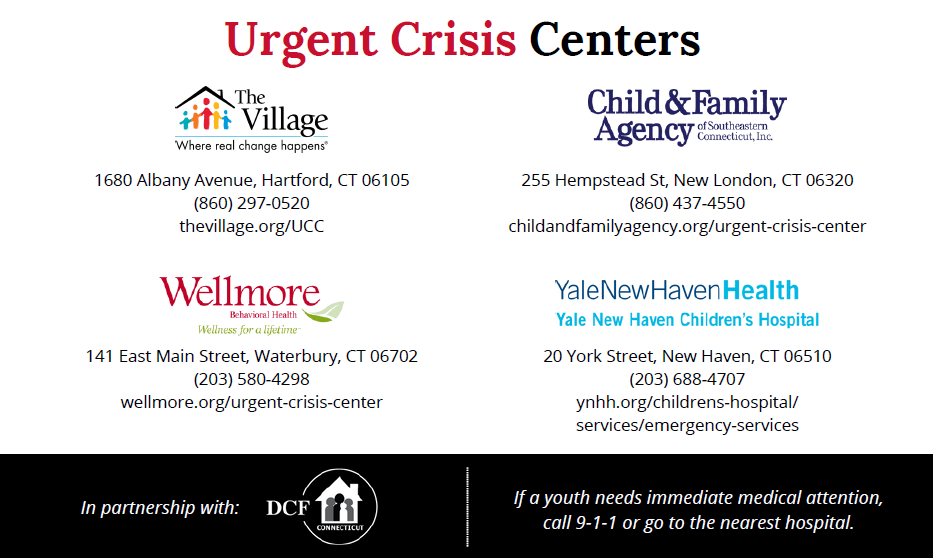 Urgent Crisis Centers
The
Village
"Where real change happens"
1680 Albany Avenue, Hartford, CT 06105
(860) 297-0520
thevillage.org/UCC
Child & Family
Agency of Southeastern
Connecticut, Inc.
255 Hempstead St, New London, CT 06320
(860) 437-4550
childandfamilyagency.org/urgent-crisis-center
Wellmore
Behavioral Health
Wellness for a lifetime™
141 East Main Street, Waterbury, CT 06702
(203) 580-4298
wellmore.org/urgent-crisis-center
YaleNewHavenHealth
Yale New Haven Children's Hospital
20 York Street, New Haven, CT 06510
(203) 688-4707
ynhh.org/childrens-hospital/
services/emergency-services
In partnership with:
DCF
CONNECTICUT
If a youth needs immediate medical attention,
call 9-1-1 or go to the nearest hospital.